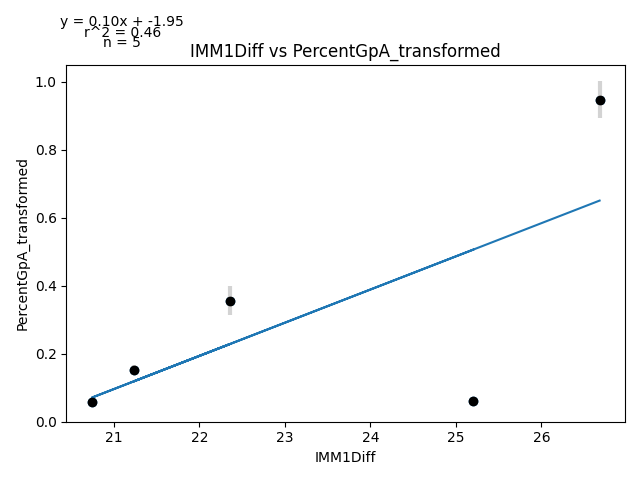 y = 0.10x + -1.95
r^2 = 0.46
n = 5
IMM1Diff vs PercentGpA_transformed
PercentGpA_transformed
1.0
0.8
0.6
0.4
0.2
0.0
21 22 23 24 25 26
IMM1Diff